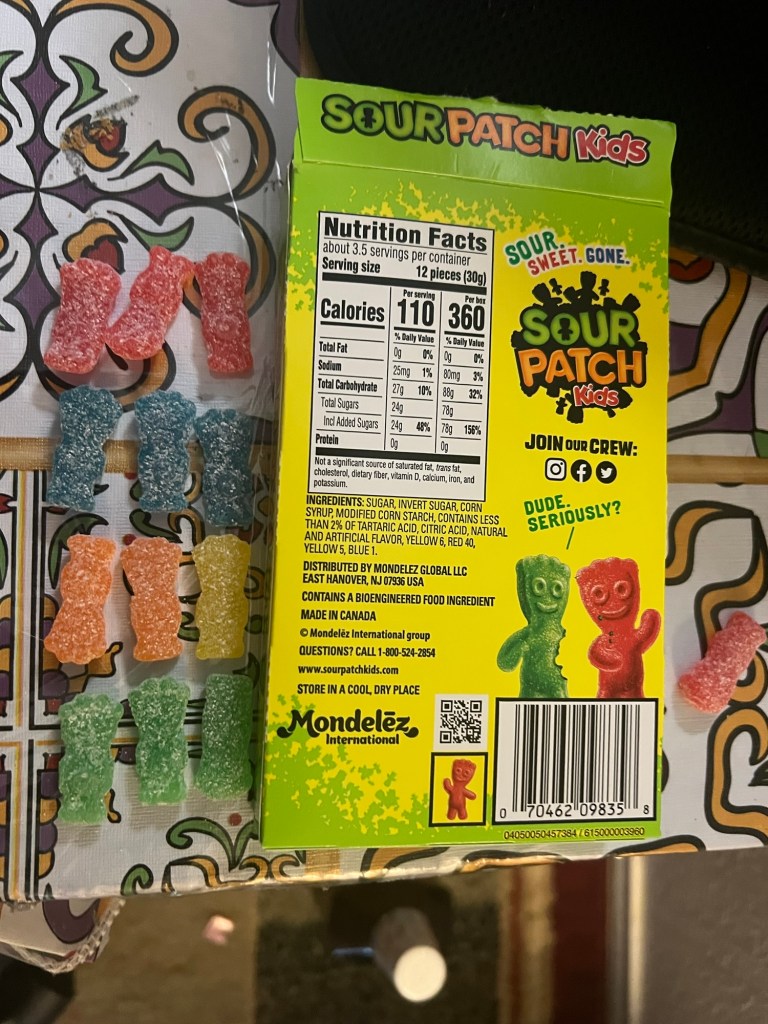 SOUR PATCH Kids
Nutrition Facts
about 3.5 servings per container
Serving size 12 pieces (30g)
Per serving Per box
Calories 110 360
% Daily Value % Daily Value
Total Fat 0g 0% 0g 0%
Sodium 25mg 1% 80mg 3%
Total Carbohydrate 27g 10% 88g 32%
Total Sugars 24g 78g
Incl Added Sugars 24g 48% 78g 156%
Protein 0g 0g
Not a significant source of saturated fat, trans fat,
cholesterol, dietary fiber, vitamin D, calcium, iron, and
potassium.
INGREDIENTS: SUGAR, INVERT SUGAR, CORN
SYRUP, MODIFIED CORN STARCH, CONTAINS LESS
THAN 2% OF TARTARIC ACID, CITRIC ACID, NATURAL
AND ARTIFICIAL FLAVOR, YELLOW 6, RED 40,
YELLOW 5, BLUE 1.
DISTRIBUTED BY MONDELEZ GLOBAL LLC
EAST HANOVER, NJ 07936 USA
CONTAINS A BIOENGINEERED FOOD INGREDIENT
MADE IN CANADA
© Mondelēz International group
QUESTIONS? CALL 1-800-524-2854
www.sourpatchkids.com
STORE IN A COOL, DRY PLACE
Mondelēz
International
SOUR.
SWEET. GONE.
SOUR
PATCH
Kids
JOIN OUR CREW:
DUDE.
SERIOUSLY?
0 70462 09835 8
04050050457384 / 615000003960